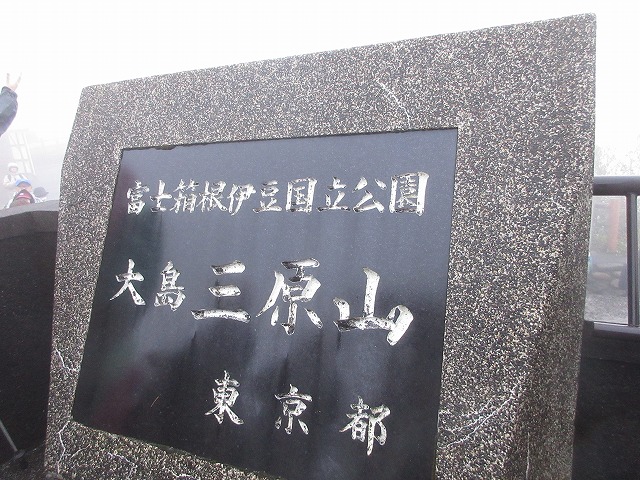 富士箱根伊豆国立公園
大島三原山
東京都